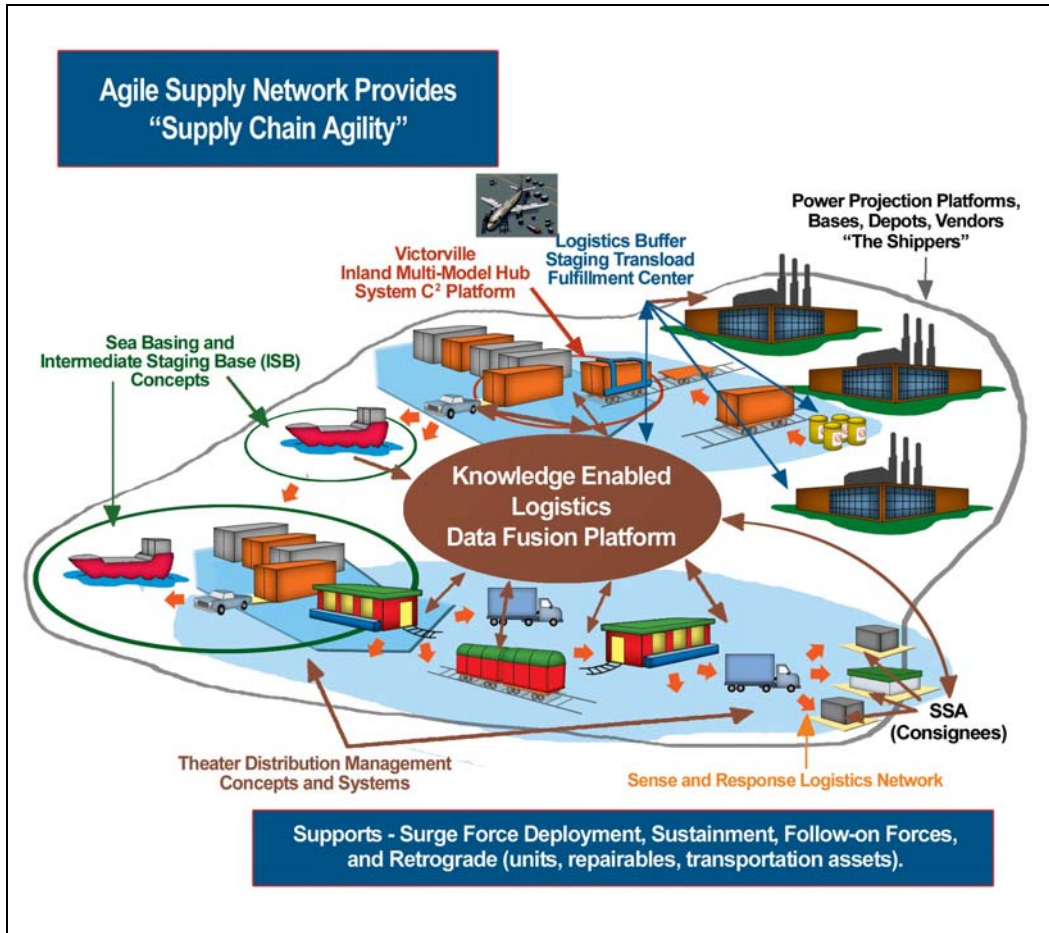 Agile Supply Network Provides
“Supply Chain Agility”
Power Projection Platforms,
Bases, Depots, Vendors
“The Shippers”
Logistics Buffer
Staging Transload
Fulfillment Center
Victorville
Inland Multi-Model Hub
System C² Platform
Sea Basing and
Intermediate Staging Base (ISB)
Concepts
Knowledge Enabled
Logistics
Data Fusion Platform
SSA
(Consignees)
Theater Distribution Management
Concepts and Systems
Sense and Response Logistics Network
Supports - Surge Force Deployment, Sustainment, Follow-on Forces,
and Retrograde (units, repairables, transportation assets).